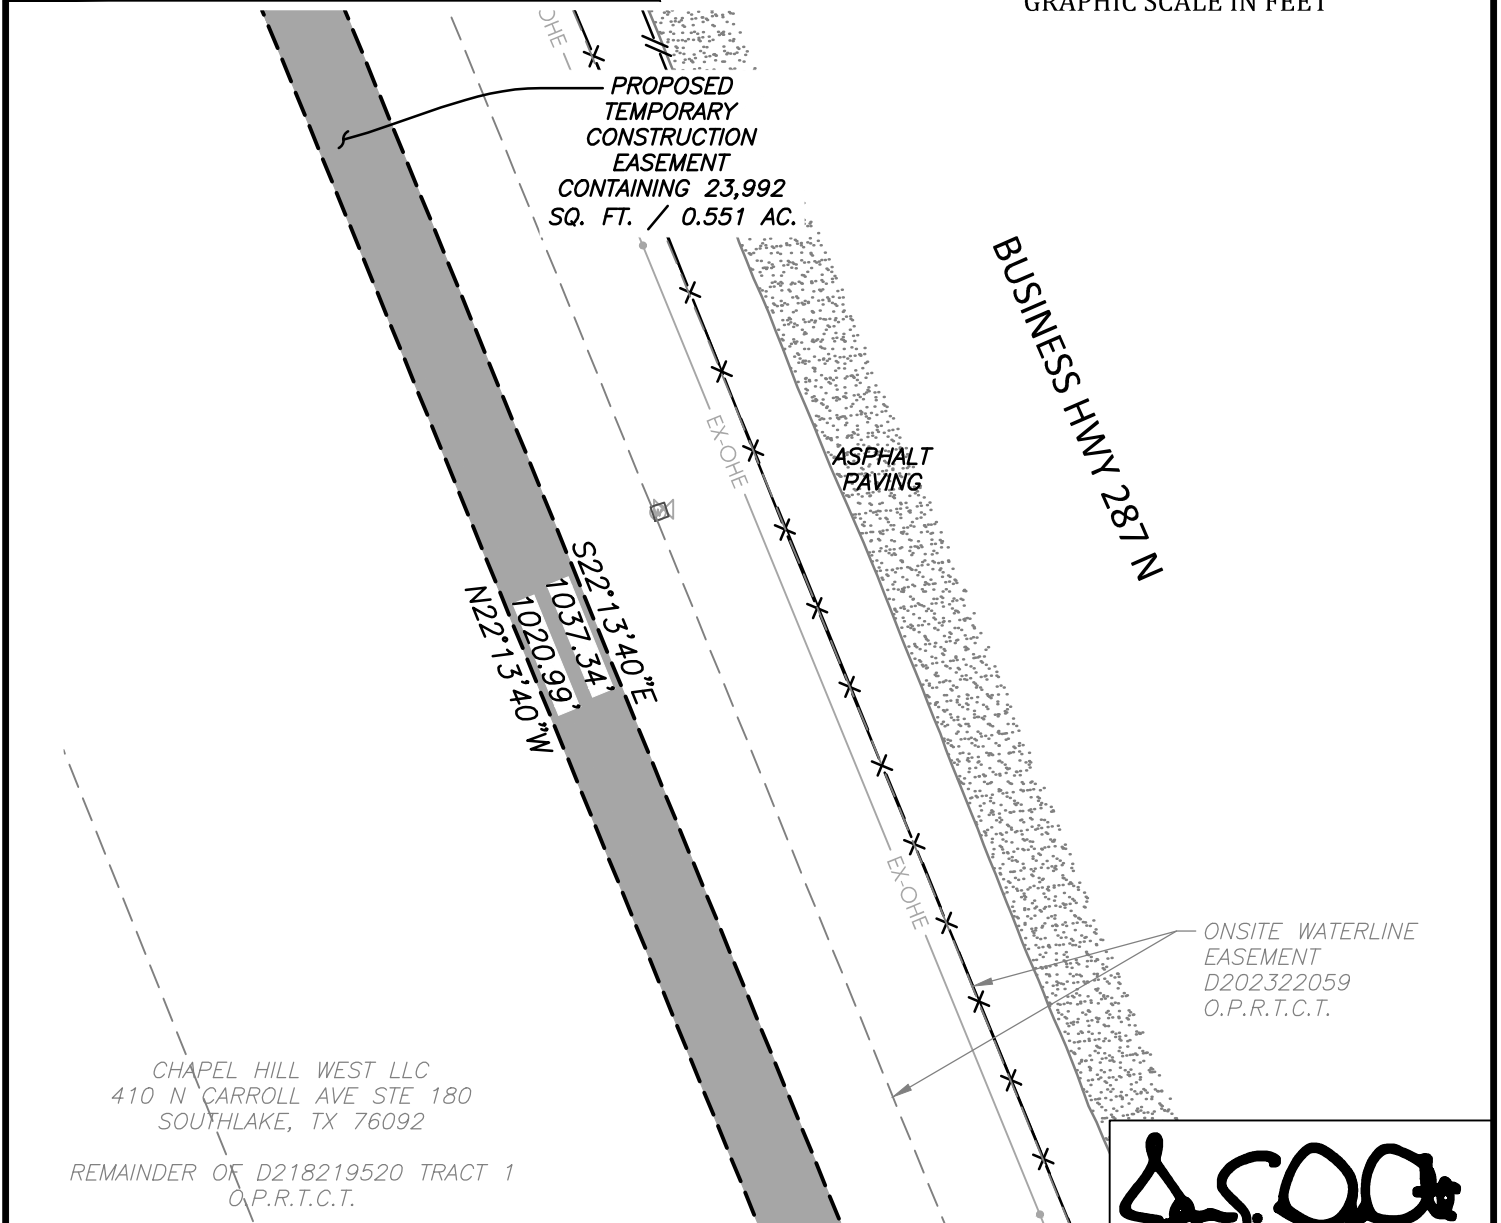 GRAPHIC SCALE IN FEET
OHE
PROPOSED
TEMPORARY
CONSTRUCTION
EASEMENT
CONTAINING 23,992
SQ. FT. / 0.551 AC.
BUSINESS HWY 287 N
EX-OHE
ASPHALT
PAVING
S22°13'40"E
1037.34'
1020.99'
N22°13'40"W
EX-OHE
ONSITE WATERLINE
EASEMENT
D202322059
O.P.R.T.C.T.
CHAPEL HILL WEST LLC
410 N CARROLL AVE STE 180
SOUTHLAKE, TX 76092
REMAINDER OF D218219520 TRACT 1
O.P.R.T.C.T.